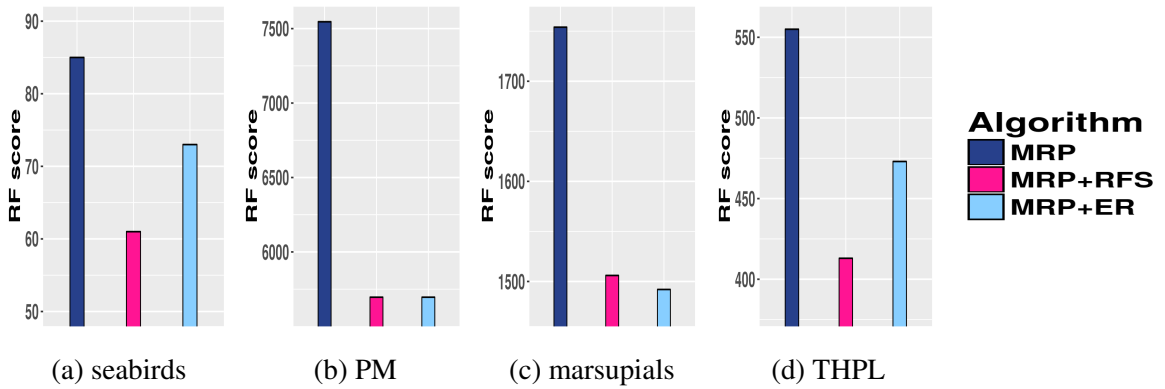 RF score
90
80
70
60
50
(a) seabirds
RF score
7500
7000
6500
6000
(b) PM
RF score
1700
1600
1500
(c) marsupials
RF score
550
500
450
400
(d) THPL
Algorithm
MRP
MRP+RFS
MRP+ER